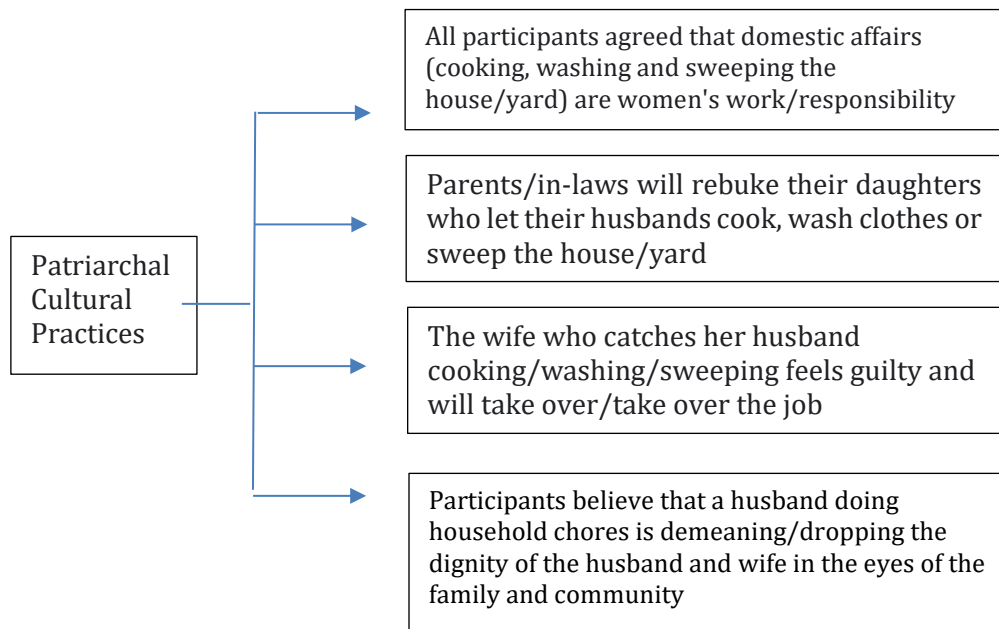 All participants agreed that domestic affairs
(cooking, washing and sweeping the
house/yard) are women's work/responsibility
Parents/in-laws will rebuke their daughters
who let their husbands cook, wash clothes or
sweep the house/yard
Patriarchal
Cultural
Practices
The wife who catches her husband
cooking/washing/sweeping feels guilty and
will take over/take over the job
Participants believe that a husband doing
household chores is demeaning/dropping the
dignity of the husband and wife in the eyes of the
family and community